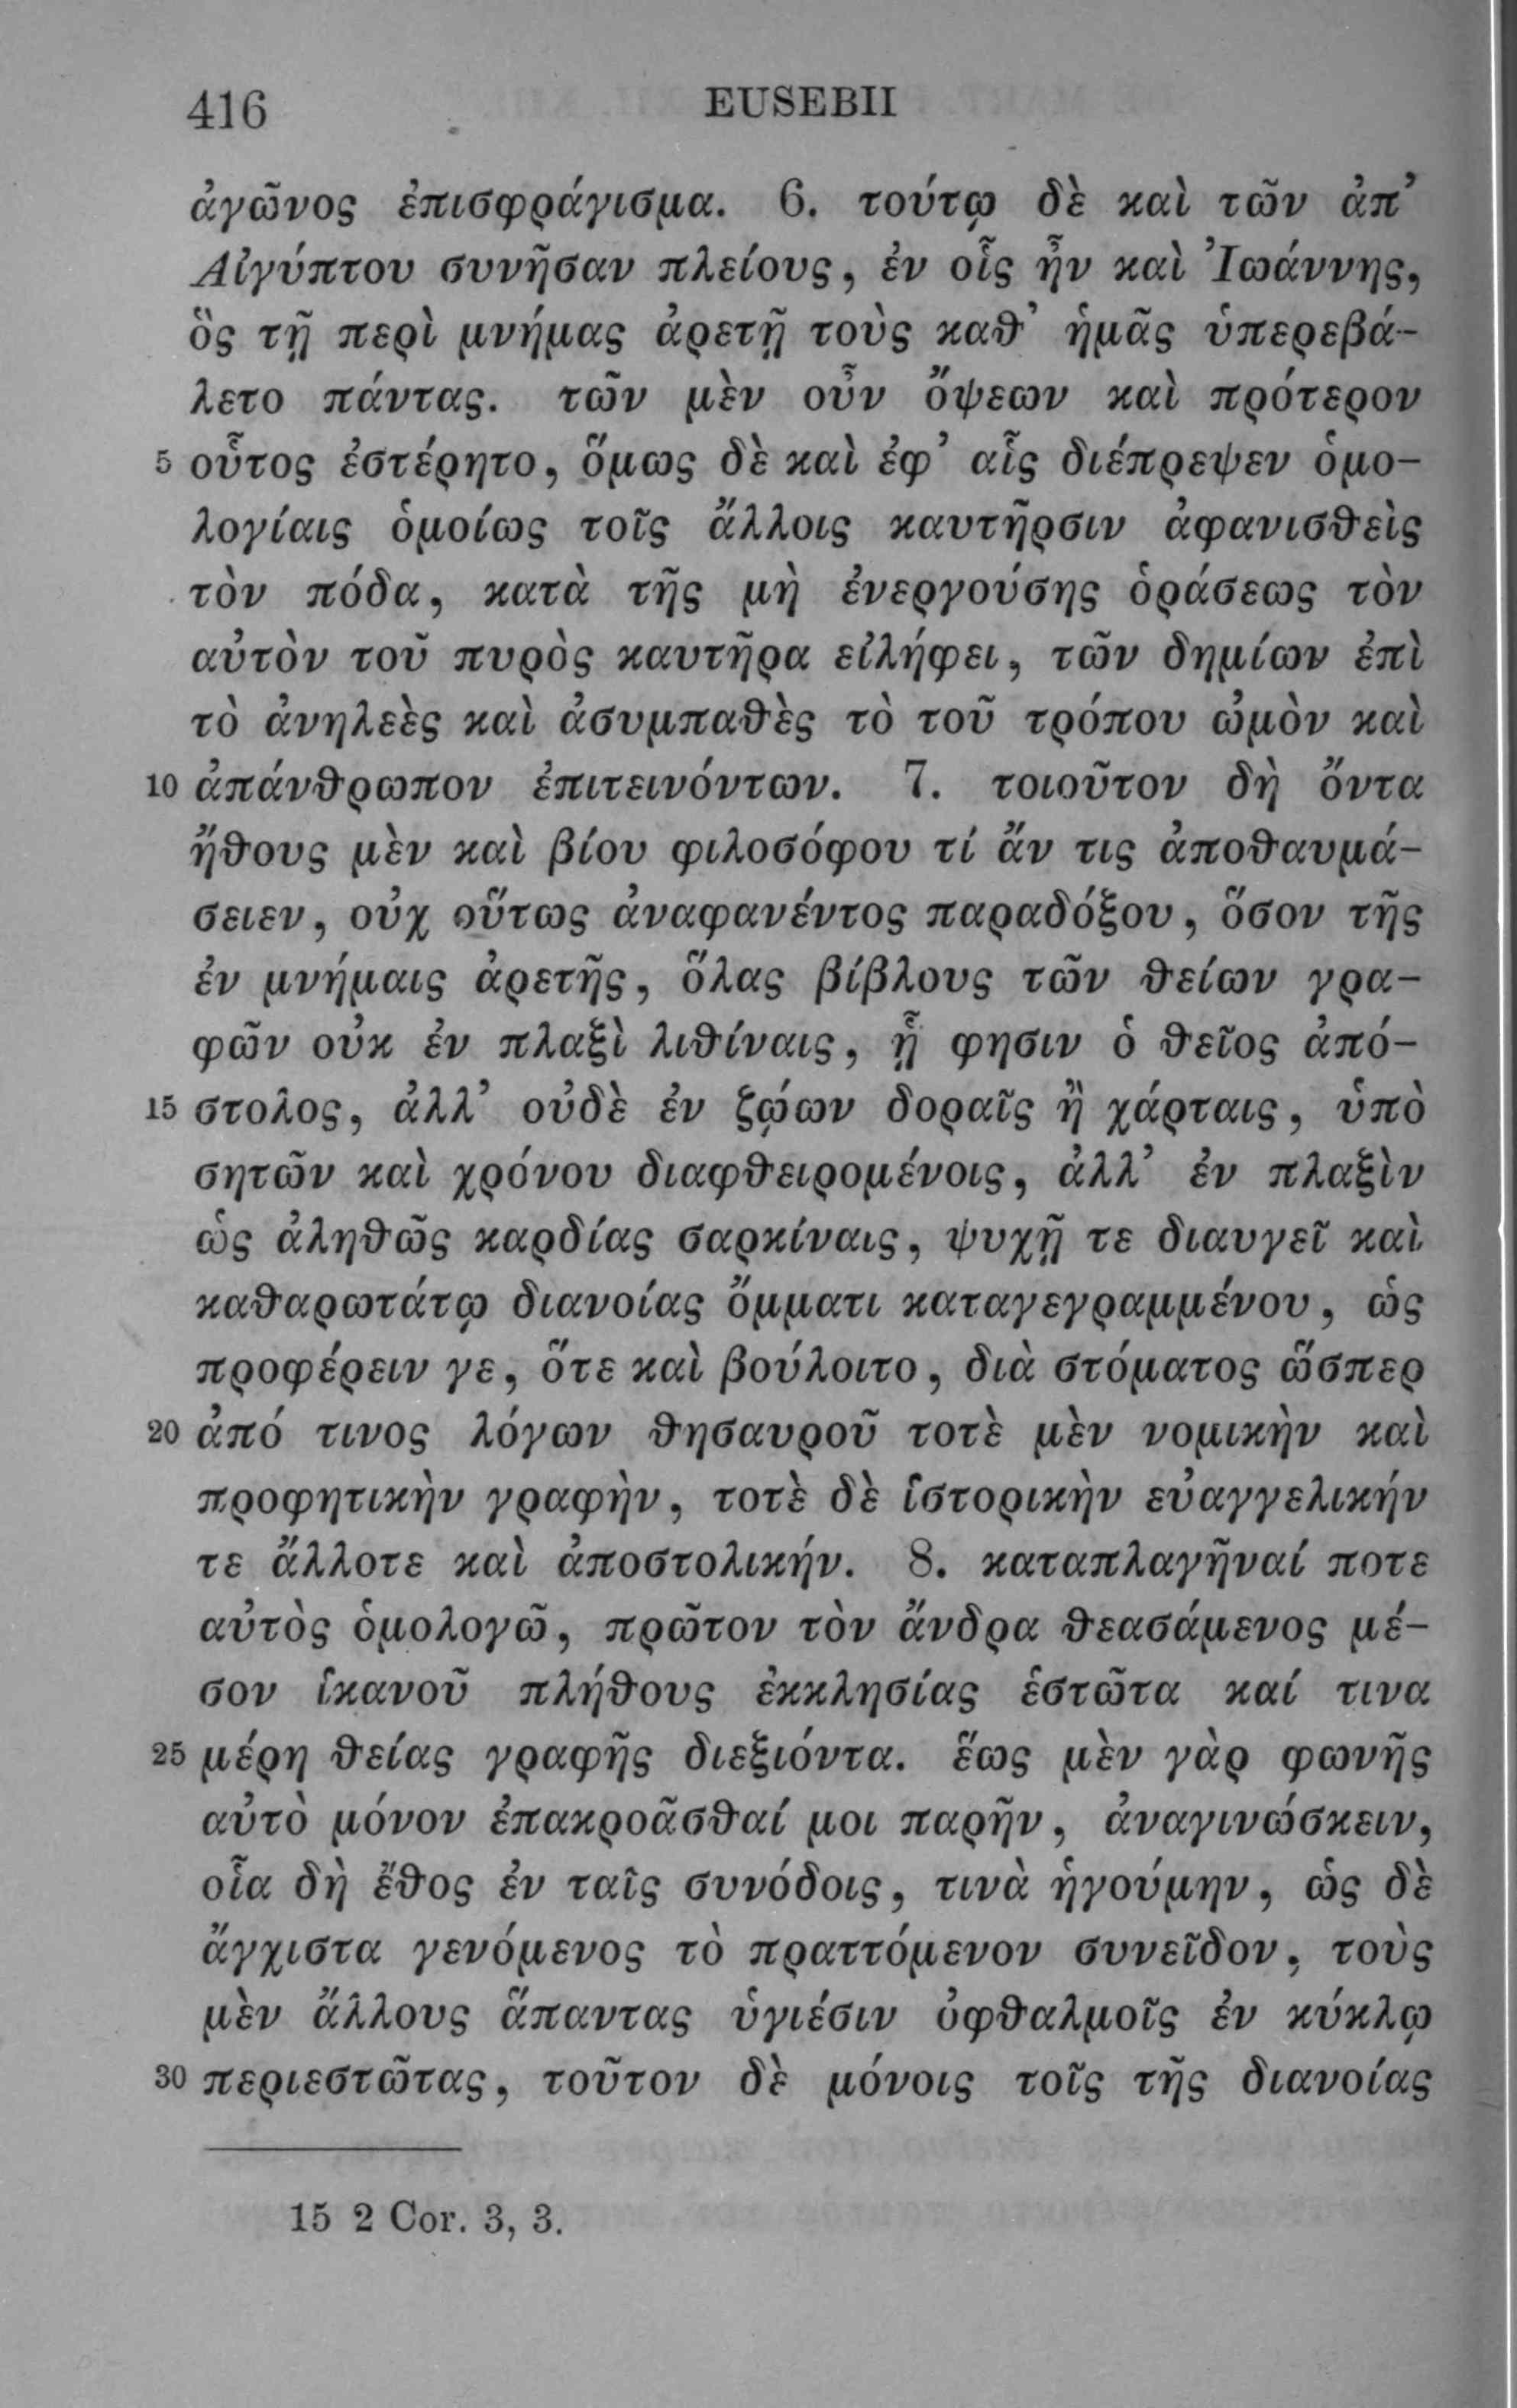 416 EUSEBII
ἀγῶνος ἐπισφράγισμα. 6. τούτῳ δὲ καὶ τῶν ἀπ’
Αἰγύπτου συνῆσαν πλείους, ἐν οἷς ἦν καὶ Ἰωάννης,
ὃς τῇ περὶ μνήμας ἀρετῇ τοὺς καθ’ ἡμᾶς ὑπερεβά-
λετο πάντας. τῶν μὲν οὖν ὄψεων καὶ πρότερον
5 οὗτος ἐστέρητο, ὅμως δὲ καὶ ἐφ’ αἷς διέπρεψεν ὁμο-
λογίαις ὁμοίως τοῖς ἄλλοις καυτῆρσιν ἀφανισθεὶς
τὸν πόδα, κατὰ τῆς μὴ ἐνεργούσης ὁράσεως τὸν
αὐτὸν τοῦ πυρὸς καυτῆρα εἰλήφει, τῶν δημίων ἐπὶ
τὸ ἀνηλεὲς καὶ ἀσυμπαθὲς τὸ τοῦ τρόπου ὠμὸν καὶ
10 ἀπάνθρωπον ἐπιτεινόντων. 7. τοιοῦτον δὴ ὄντα
ἤθους μὲν καὶ βίου φιλοσόφου τί ἄν τις ἀποθαυμά-
σειεν, οὐχ οὕτως ἀναφανέντος παραδόξου, ὅσον τῆς
ἐν μνήμαις ἀρετῆς, ὅλας βίβλους τῶν θείων γρα-
φῶν οὐκ ἐν πλαξὶ λιθίναις, ᾗ φησιν ὁ θεῖος ἀπό-
15 στολος, ἀλλ’ οὐδὲ ἐν ζῴων δοραῖς ἢ χάρταις, ὑπὸ
σητῶν καὶ χρόνου διαφθειρομένοις, ἀλλ’ ἐν πλαξὶν
ὡς ἀληθῶς καρδίας σαρκίναις, ψυχῇ τε διαυγεῖ καὶ
καθαρωτάτῳ διανοίας ὄμματι καταγεγραμμένου, ὡς
προφέρειν γε, ὅτε καὶ βούλοιτο, διὰ στόματος ὥσπερ
20 ἀπό τινος λόγων θησαυροῦ τοτὲ μὲν νομικὴν καὶ
προφητικὴν γραφὴν, τοτὲ δὲ ἱστορικὴν εὐαγγελικήν
τε ἄλλοτε καὶ ἀποστολικήν. 8. καταπλαγῆναί ποτε
αὐτὸς ὁμολογῶ, πρῶτον τὸν ἄνδρα θεασάμενος μέ-
σον ἱκανοῦ πλήθους ἐκκλησίας ἑστῶτα καί τινα
25 μέρη θείας γραφῆς διεξιόντα. ἕως μὲν γὰρ φωνῆς
αὐτὸ μόνον ἐπακροᾶσθαί μοι παρῆν, ἀναγινώσκειν,
οἷα δὴ ἔθος ἐν ταῖς συνόδοις, τινὰ ἡγούμην, ὡς δὲ
ἄγχιστα γενόμενος τὸ πραττόμενον συνεῖδον, τοὺς
μὲν ἄλλους ἅπαντας ὑγιέσιν ὀφθαλμοῖς ἐν κύκλῳ
30 περιεστῶτας, τοῦτον δὲ μόνοις τοῖς τῆς διανοίας
15 2 Cor. 3, 3.